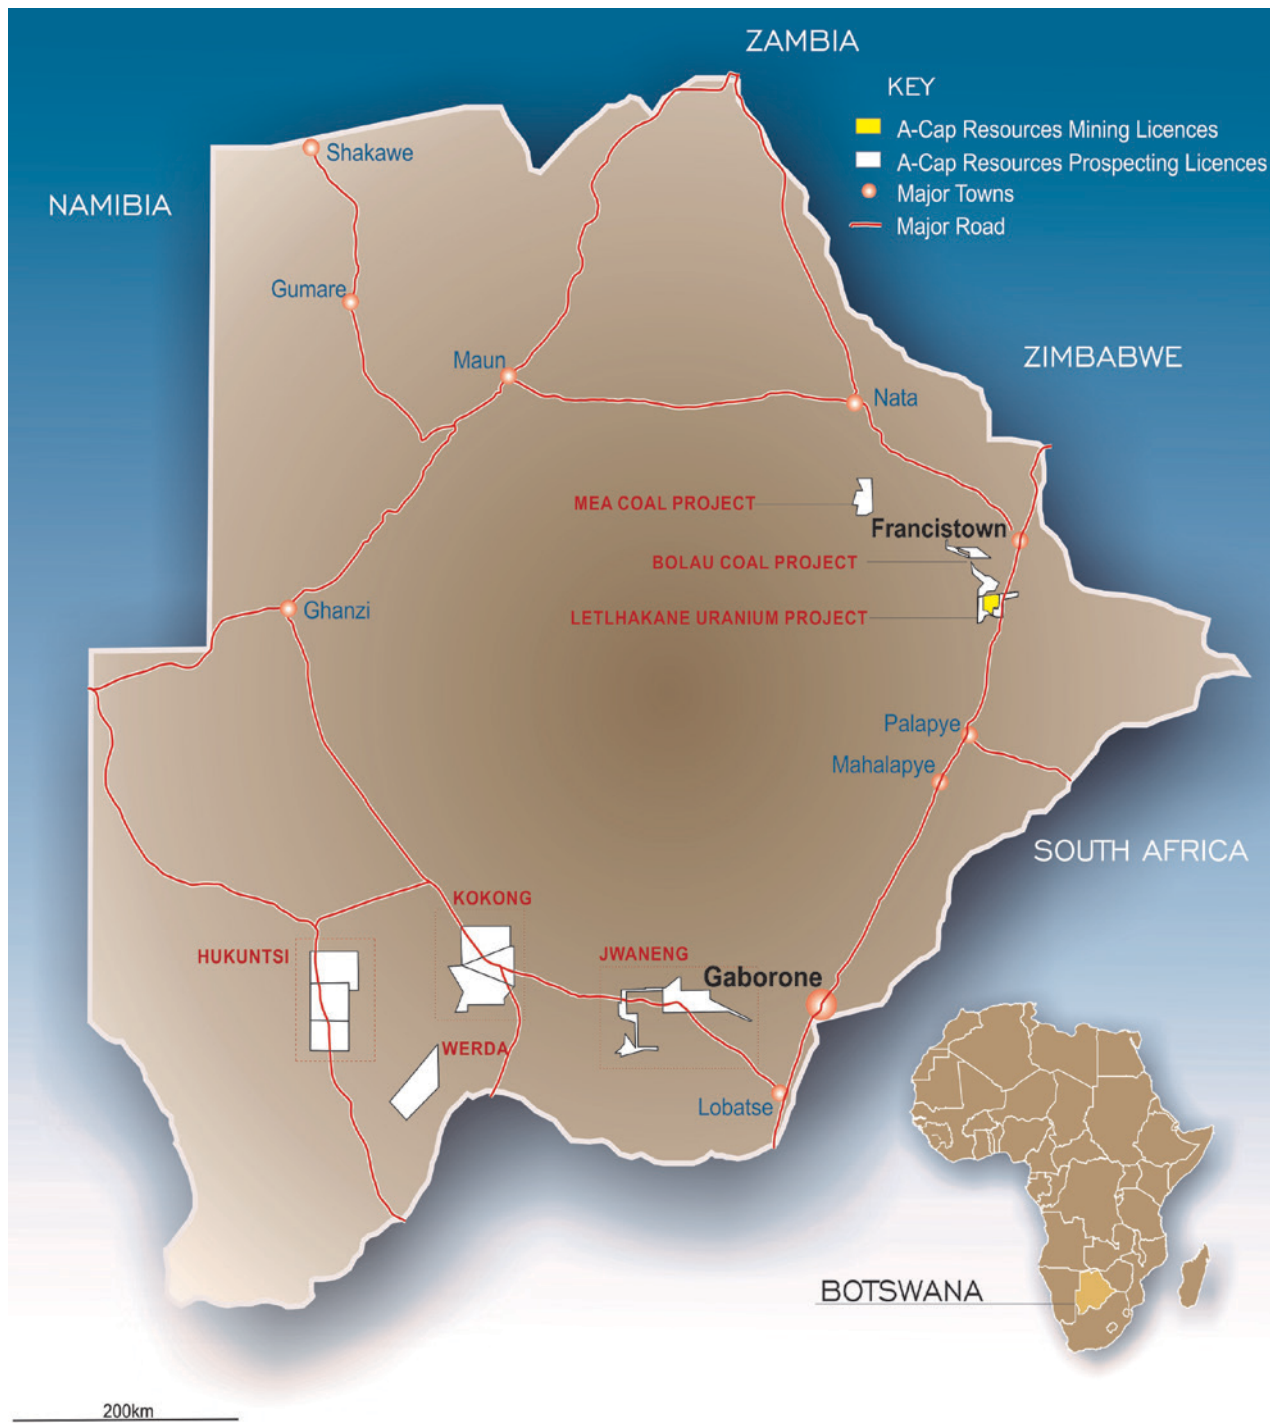 ZAMBIA
KEY
A-Cap Resources Mining Licences
A-Cap Resources Prospecting Licences
Major Towns
Major Road
Shakawe
NAMIBIA
Gumare
Maun
ZIMBABWE
Nata
MEA COAL PROJECT
Francistown
BOLAU COAL PROJECT
Ghanzi
LETLHAKANE URANIUM PROJECT
Palapye
Mahalapye
SOUTH AFRICA
KOKONG
HUKUNTSI
JWANENG
Gaborone
WERDA
Lobatse
BOTSWANA
200km